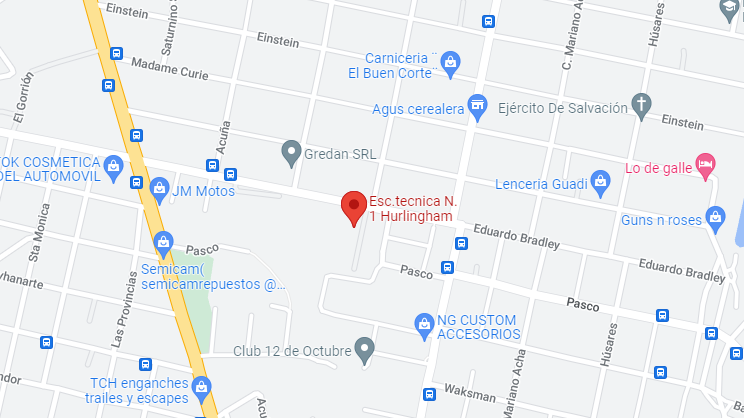 Einstein
Einstein
Saturnino S
C. Mariano A
Húsares
Carniceria ¨
El Buen Corte¨
Madame Curie
El Gorrión
Agus cerealera
Ejército De Salvación
Einstein
Acuña
Gredan SRL
TOK COSMETICA
DEL AUTOMOVIL
Lo de galle
JM Motos
Lenceria Guadi
Esc.tecnica N.
1 Hurlingham
Sta Monica
Guns n roses
Eduardo Bradley
Pasco
Eduardo Bradley
Semicam(
semicamrepuestos @...
Pasco
yhanarte
Las Provincias
Pasco
NG CUSTOM
ACCESORIOS
Húsares
Club 12 de Octubre
Mariano Acha
TCH enganches
trailes y escapes
ndor
Waksman
Acu
Ba